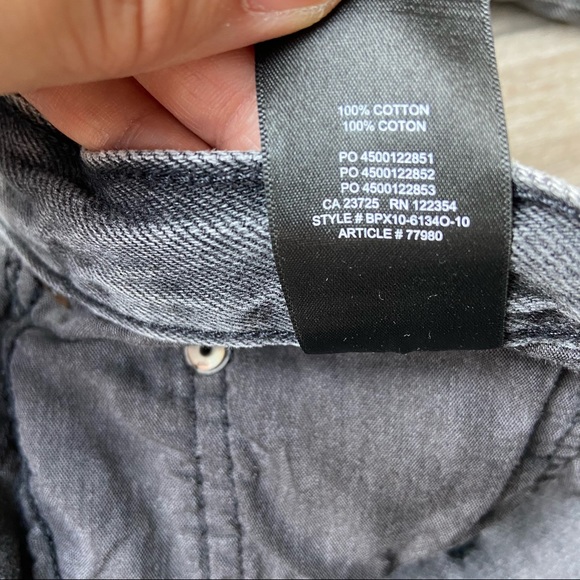 100% COTTON
100% COTON
PO 4500122851
PO 4500122852
PO 4500122853
CA 23725 RN 122354
STYLE # BPX10-6134O-10
ARTICLE # 77980